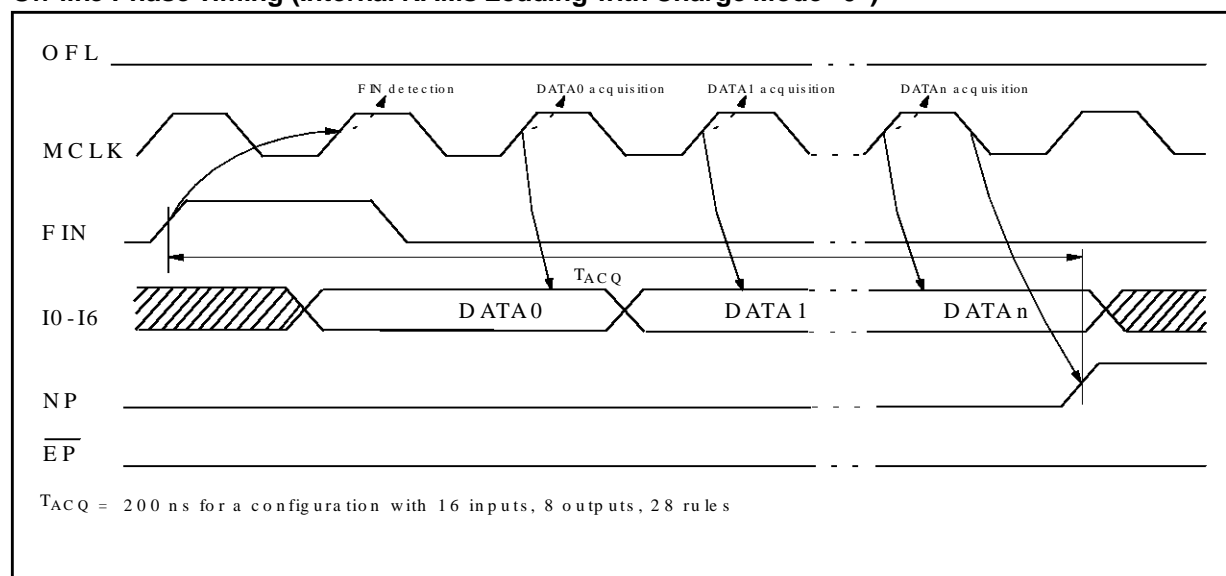 OFL
FIN detection DATA0 acquisition DATA1 acquisition DATAn acquisition
MCLK
FIN
TACQ
I0-I6 DATA0 DATA1 DATAn
NP
EP
TACQ = 200 ns for a configuration with 16 inputs, 8 outputs, 28 rules